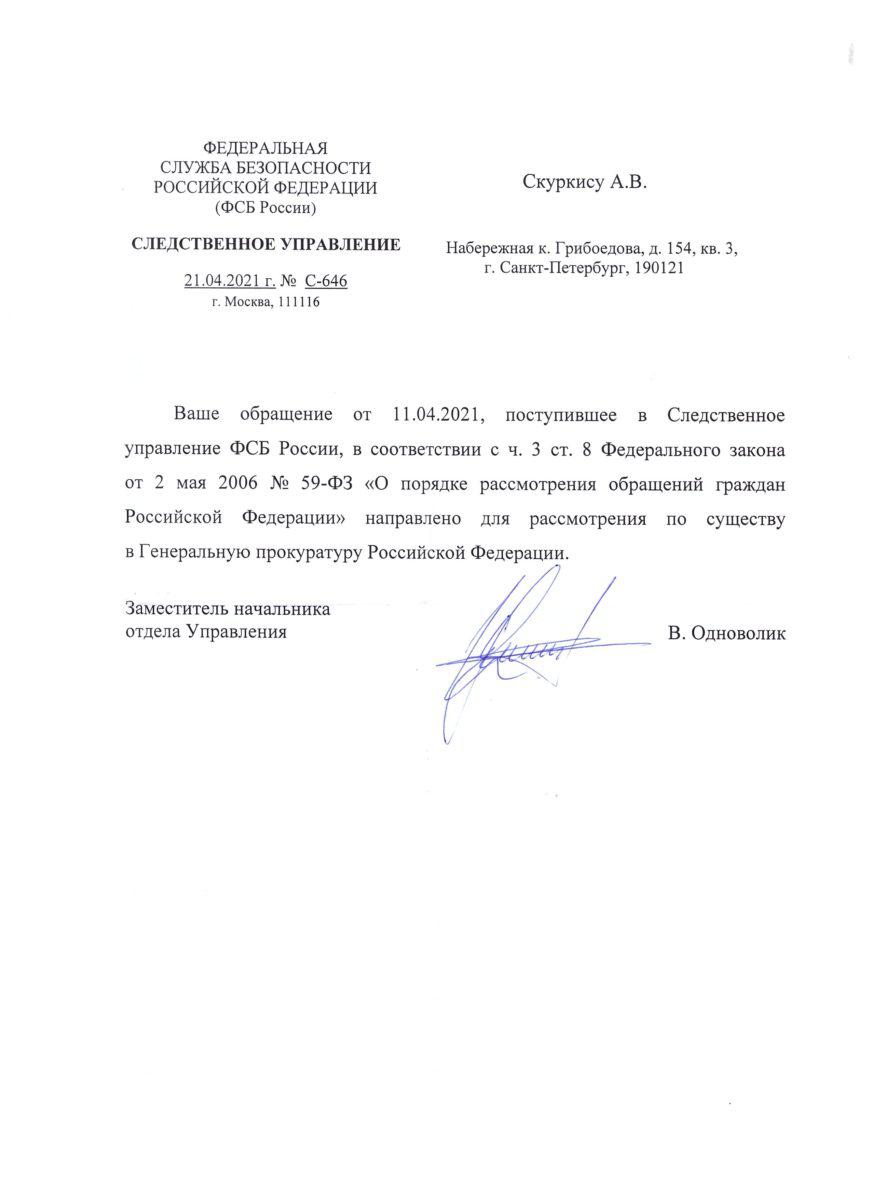 ФЕДЕРАЛЬНАЯ
СЛУЖБА БЕЗОПАСНОСТИ
РОССИЙСКОЙ ФЕДЕРАЦИИ
(ФСБ России)
СЛЕДСТВЕННОЕ УПРАВЛЕНИЕ
21.04.2021 г. № С-646
г. Москва, 111116
Скуркису А.В.
Набережная к. Грибоедова, д. 154, кв. 3,
г. Санкт-Петербург, 190121
Ваше обращение от 11.04.2021, поступившее в Следственное
управление ФСБ России, в соответствии с ч. 3 ст. 8 Федерального закона
от 2 мая 2006 № 59-ФЗ «О порядке рассмотрения обращений граждан
Российской Федерации» направлено для рассмотрения по существу
в Генеральную прокуратуру Российской Федерации.
Заместитель начальника
отдела Управления
В. Одноволик